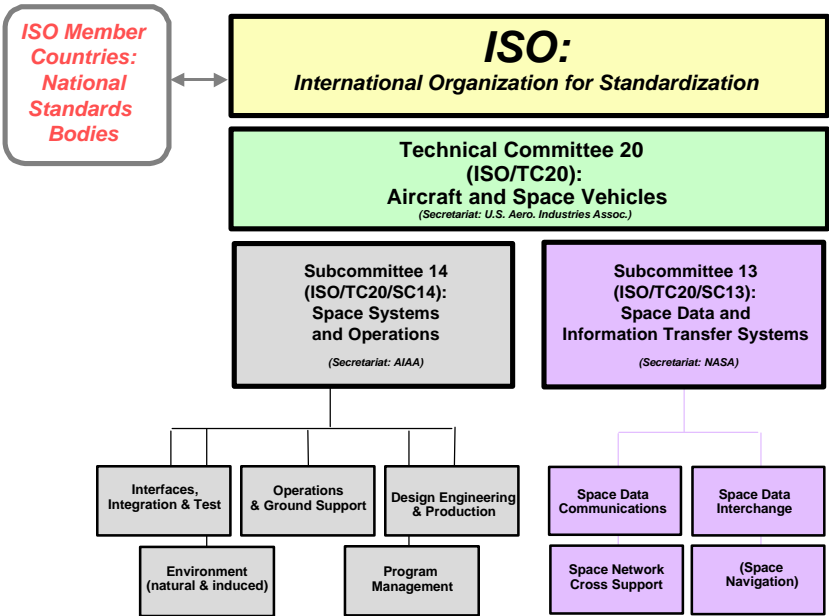 ISO Member
Countries:
National
Standards
Bodies
ISO:
International Organization for Standardization
Technical Committee 20
(ISO/TC20):
Aircraft and Space Vehicles
(Secretariat: U.S. Aero. Industries Assoc.)
Subcommittee 14
(ISO/TC20/SC14):
Space Systems
and Operations
(Secretariat: AIAA)
Subcommittee 13
(ISO/TC20/SC13):
Space Data and
Information Transfer Systems
(Secretariat: NASA)
Interfaces,
Integration & Test
Operations
& Ground Support
Design Engineering
& Production
Space Data
Communications
Space Data
Interchange
Environment
(natural & induced)
Program
Management
Space Network
Cross Support
(Space
Navigation)